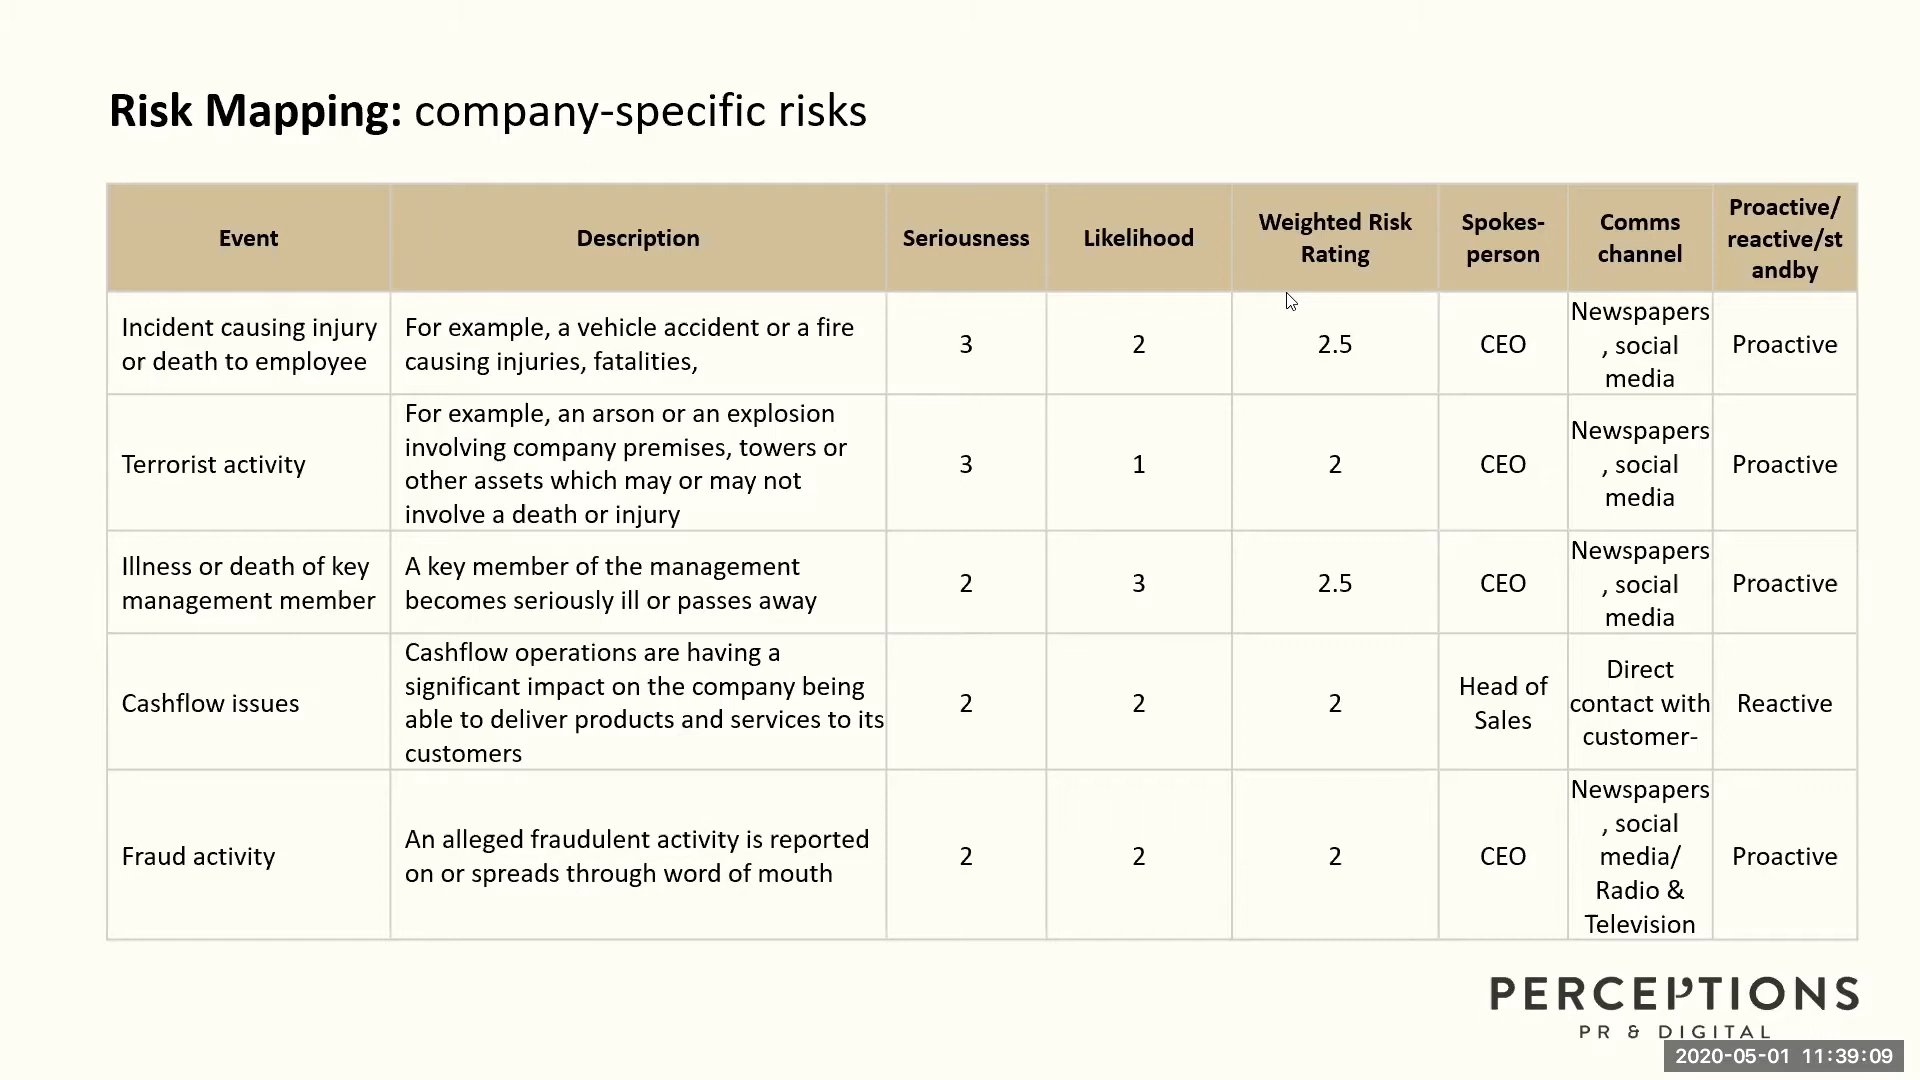 Risk Mapping: company-specific risks
Event
Description
Seriousness
Likelihood
Weighted Risk
Rating
Spokes-
person
Comms
channel
Proactive/
reactive/st
andby
Incident causing injury
or death to employee
For example, a vehicle accident or a fire
causing injuries, fatalities,
3
2
2.5
CEO
Newspapers
, social
media
Proactive
Terrorist activity
For example, an arson or an explosion
involving company premises, towers or
other assets which may or may not
involve a death or injury
3
1
2
CEO
Newspapers
, social
media
Proactive
Illness or death of key
management member
A key member of the management
becomes seriously ill or passes away
2
3
2.5
CEO
Newspapers
, social
media
Proactive
Cashflow issues
Cashflow operations are having a
significant impact on the company being
able to deliver products and services to its
customers
2
2
2
Head of
Sales
Direct
contact with
customer-
Reactive
Fraud activity
An alleged fraudulent activity is reported
on or spreads through word of mouth
2
2
2
CEO
Newspapers
, social
media/
Radio &
Television
Proactive
PERCEPTIONS
PR & DIGITAL
2020-05-01 11:39:09